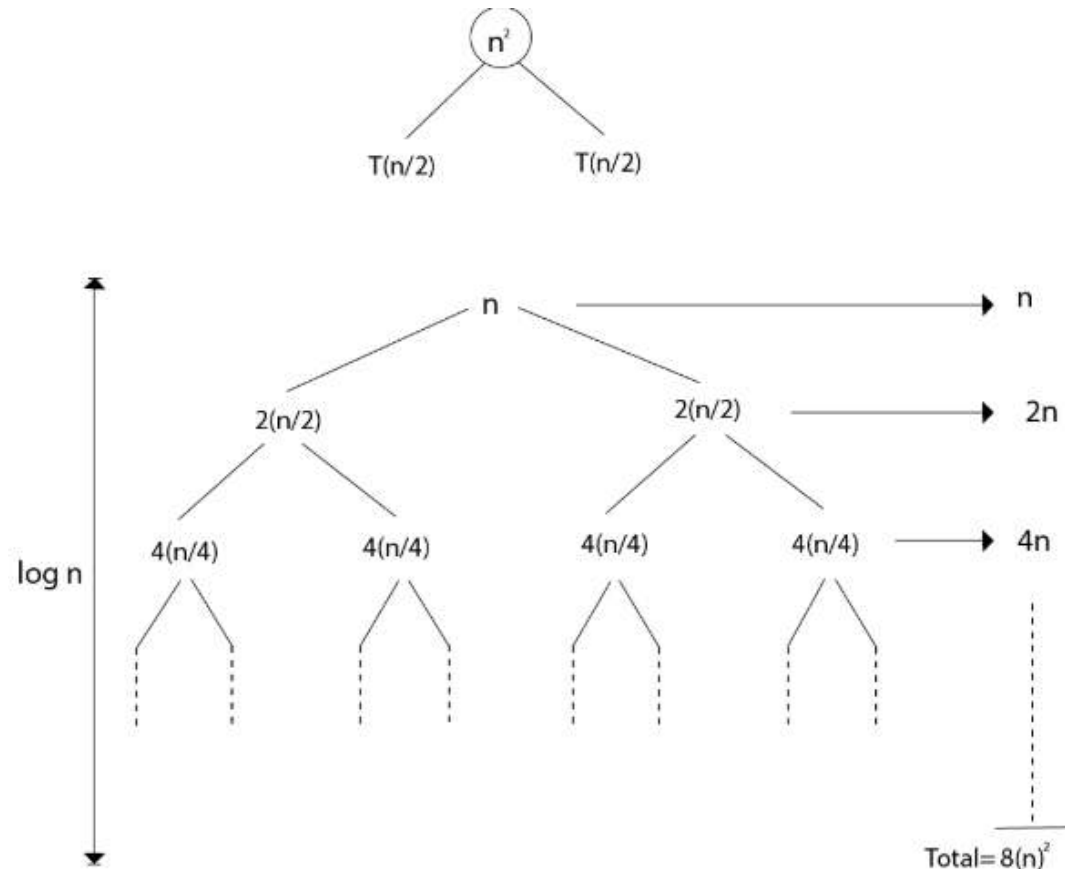 n²
T(n/2) T(n/2)
n n
2(n/2) 2(n/2) 2n
4(n/4) 4(n/4) 4(n/4) 4(n/4) 4n
log n
Total= 8(n)²